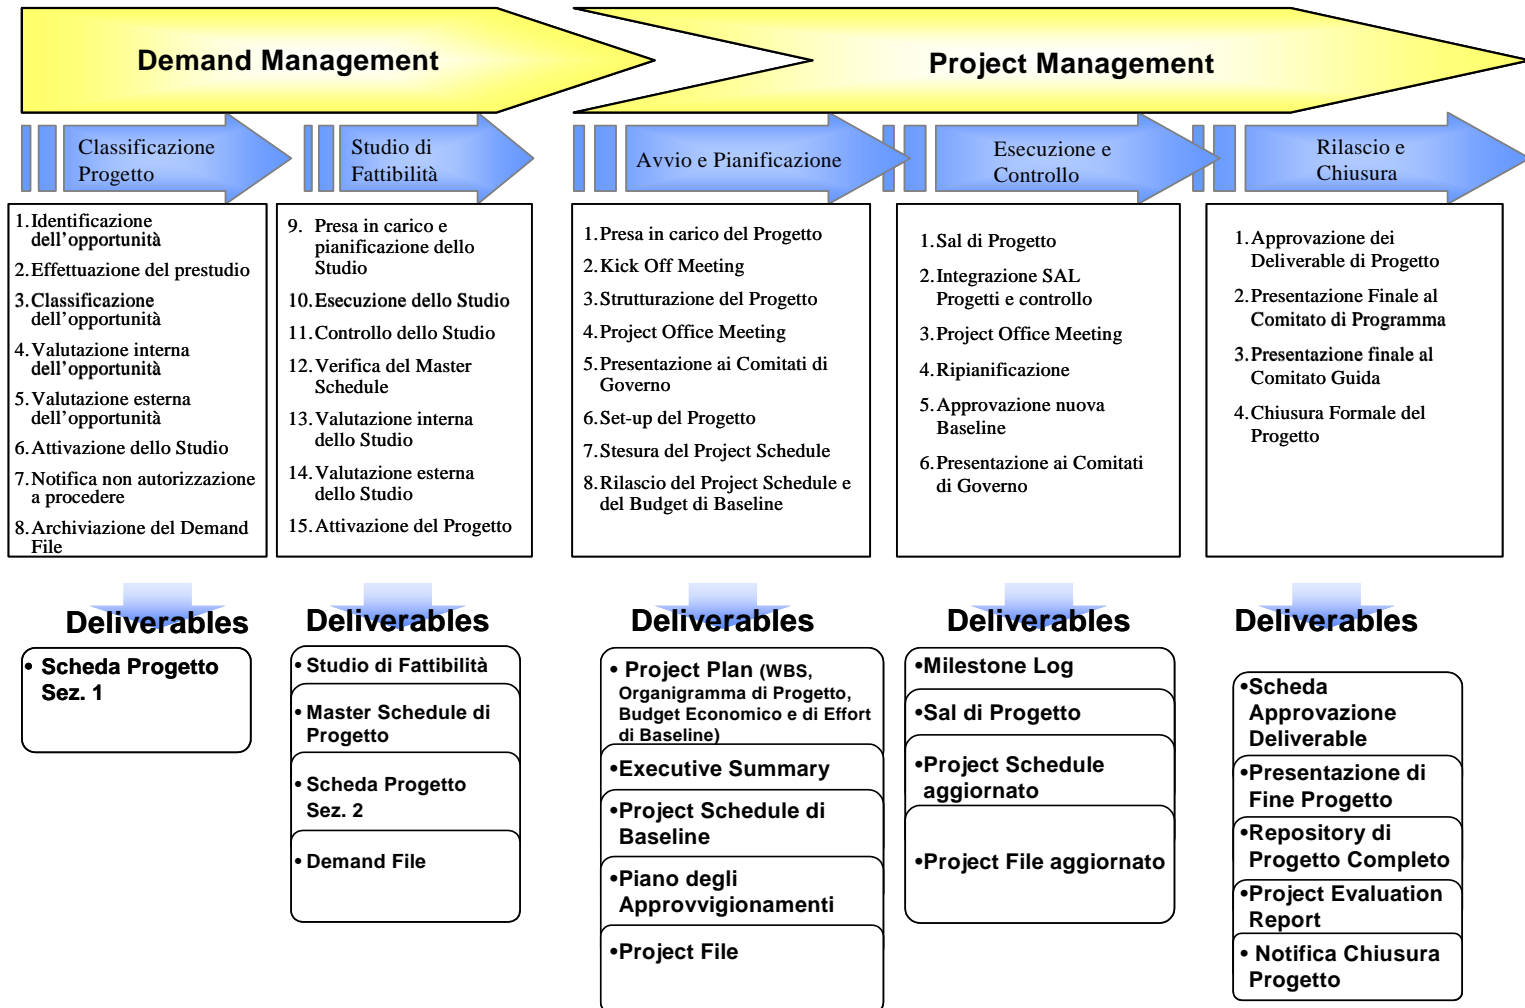 Demand Management
Project Management
Classificazione
Progetto
Studio di
Fattibilità
Avvio e Pianificazione
Esecuzione e
Controllo
Rilascio e
Chiusura
1. Identificazione
dell'opportunità
2. Effettuazione del prestudio
3. Classificazione
dell'opportunità
4. Valutazione interna
dell'opportunità
5. Valutazione esterna
dell'opportunità
6. Attivazione dello Studio
7. Notifica non autorizzazione
a procedere
8. Archiviazione del Demand
File
9. Presa in carico e
pianificazione dello
Studio
10. Esecuzione dello Studio
11. Controllo dello Studio
12. Verifica del Master
Schedule
13. Valutazione interna
dello Studio
14. Valutazione esterna
dello Studio
15. Attivazione del Progetto
1. Presa in carico del Progetto
2. Kick Off Meeting
3. Strutturazione del Progetto
4. Project Office Meeting
5. Presentazione ai Comitati di
Governo
6. Set-up del Progetto
7. Stesura del Project Schedule
8. Rilascio del Project Schedule e
del Budget di Baseline
1. Sal di Progetto
2. Integrazione SAL
Progetti e controllo
3. Project Office Meeting
4. Ripianificazione
5. Approvazione nuova
Baseline
6. Presentazione ai Comitati
di Governo
1. Approvazione dei
Deliverable di Progetto
2. Presentazione Finale al
Comitato di Programma
3. Presentazione finale al
Comitato Guida
4. Chiusura Formale del
Progetto
Deliverables
• Scheda Progetto
Sez. 1
Deliverables
• Studio di Fattibilità
• Master Schedule di
Progetto
• Scheda Progetto
Sez. 2
• Demand File
Deliverables
• Project Plan (WBS,
Organigramma di Progetto,
Budget Economico e di Effort
di Baseline)
•Executive Summary
•Project Schedule di
Baseline
•Piano degli
Approvvigionamenti
•Project File
Deliverables
•Milestone Log
•Sal di Progetto
•Project Schedule
aggiornato
•Project File aggiornato
Deliverables
•Scheda
Approvazione
Deliverable
•Presentazione di
Fine Progetto
•Repository di
Progetto Completo
•Project Evaluation
Report
• Notifica Chiusura
Progetto